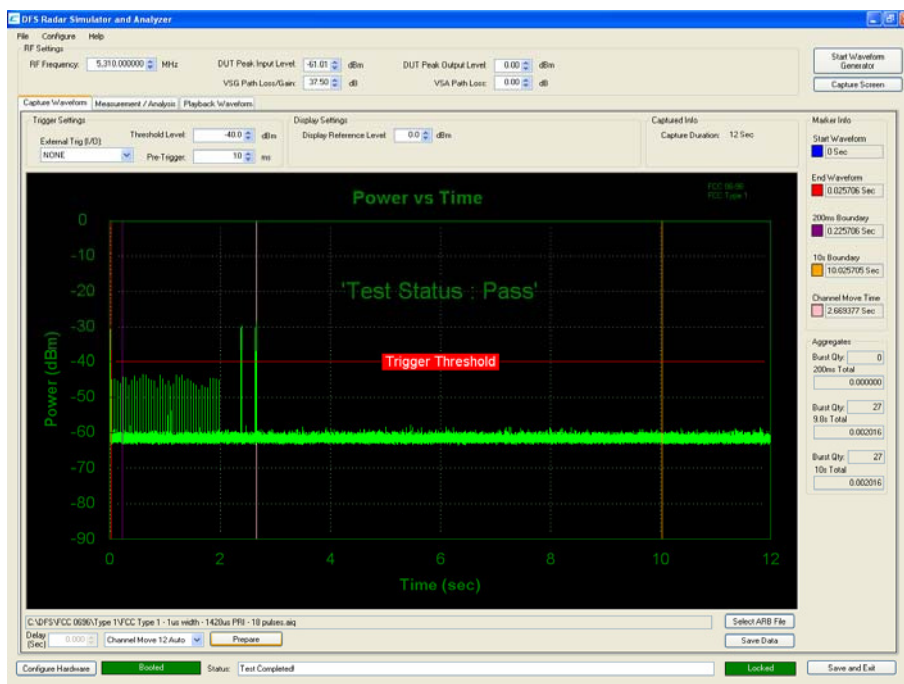 DFS Radar Simulator and Analyzer
File Configure Help
RF Settings
RF Frequency: 5,310.000000 MHz
DUT Peak Input Level: -61.01 dBm
DUT Peak Output Level: 0.00 dBm
VSG Path Loss/Gain: 37.50 dB
VSA Path Loss: 0.00 dB
Start Waveform Generator
Capture Screen
Capture Waveform Measurement / Analysis Playback Waveform
Trigger Settings
External Trig (I/O)
NONE
Threshold Level: -40.0 dBm
Pre-Trigger: 10 ms
Display Settings
Display Reference Level: 0.0 dBm
Captured Info
Capture Duration: 12 Sec
Marker Info
Start Waveform
0 Sec
End Waveform
0.025706 Sec
200ms Boundary
0.225706 Sec
10s Boundary
10.025705 Sec
Channel Move Time
2.669377 Sec
Aggregates
Burst Qty: 0
200ms Total
0.000000
Burst Qty: 27
9.8s Total
0.002016
Burst Qty: 27
10s Total
0.002016
Power vs Time
FCC 06-96
FCC Type 1
'Test Status : Pass'
Trigger Threshold
Power (dBm)
0
-10
-20
-30
-40
-50
-60
-70
-80
-90
0 2 4 6 8 10 12
Time (sec)
C:\DFS\FCC 0696\Type 1\FCC Type 1 - 1us width - 1428us PRI - 18 pulses.aiq
Select ARB File
Delay (Sec) 0.000
Channel Move 12 Auto
Prepare
Save Data
Configure Hardware
Booted
Status: Test Completed!
Locked
Save and Exit